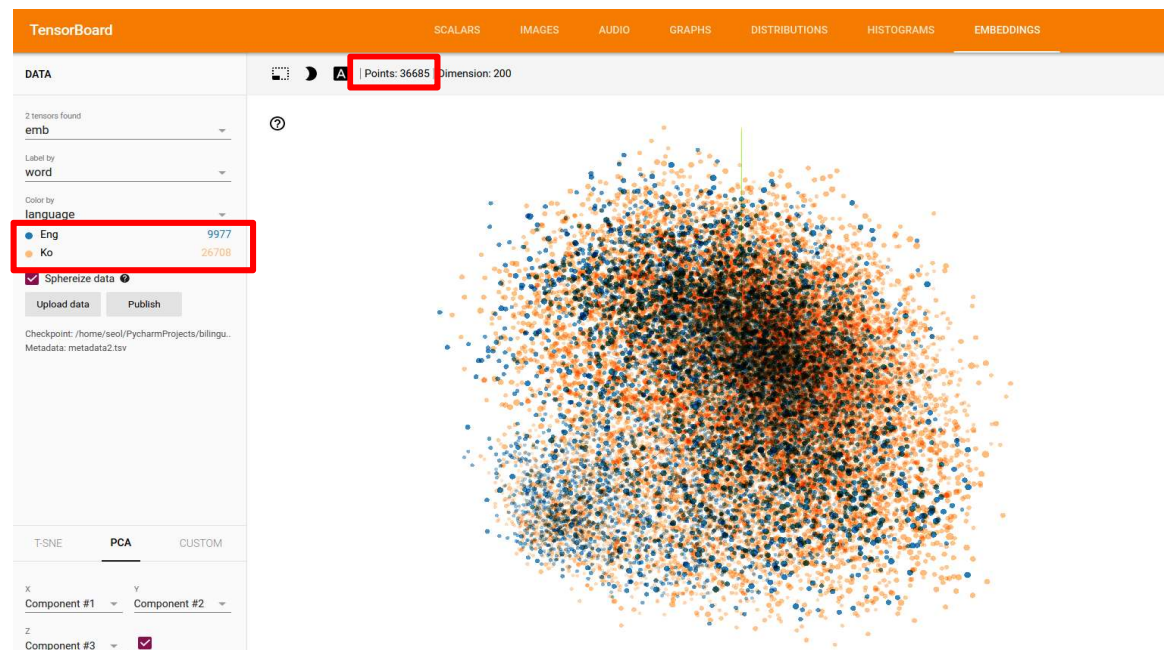 TensorBoard
SCALARS IMAGES AUDIO GRAPHS DISTRIBUTIONS HISTOGRAMS EMBEDDINGS
DATA
A | Points: 36685 | Dimension: 200
2 tensors found
emb
Label by
word
Color by
language
Eng 9977
Ko 26708
Sphereize data
Upload data Publish
Checkpoint: /home/seol/PycharmProjects/bilingu..
Metadata: metadata2.tsv
T-SNE PCA CUSTOM
X Y
Component #1 Component #2
Z
Component #3